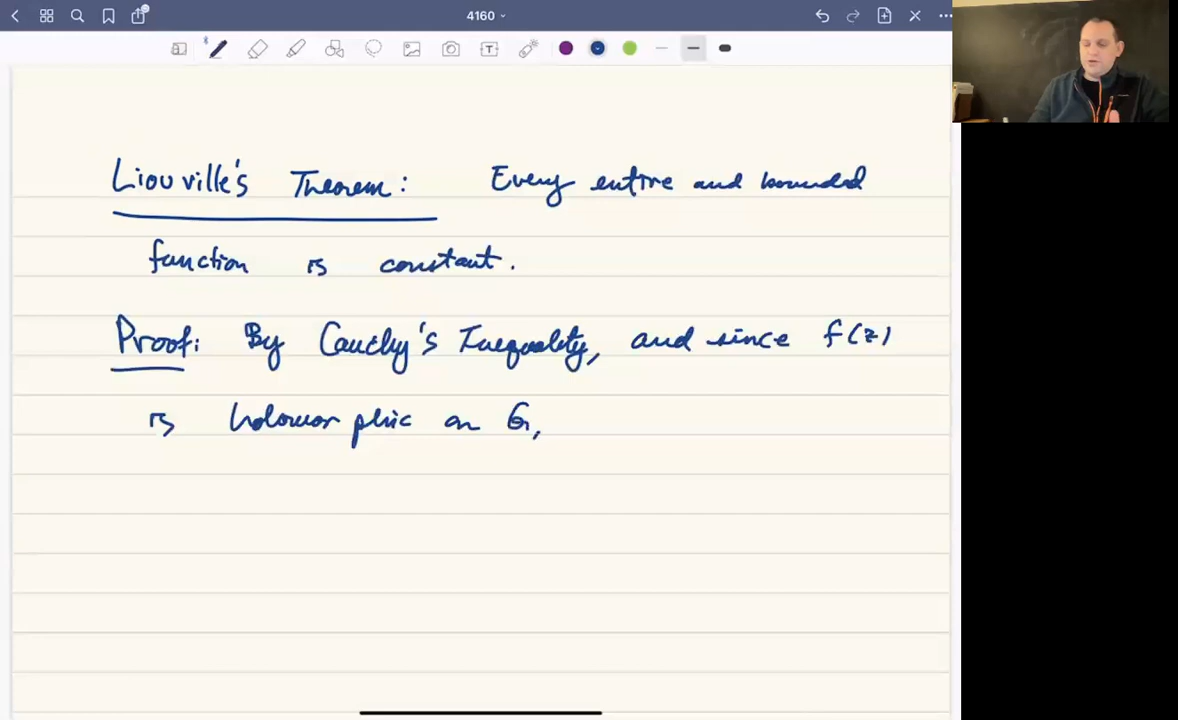 4160
Liouville's Theorem: Every entire and bounded
function is constant.
Proof: By Cauchy's Inequality, and since f(z)
is holomorphic on G,